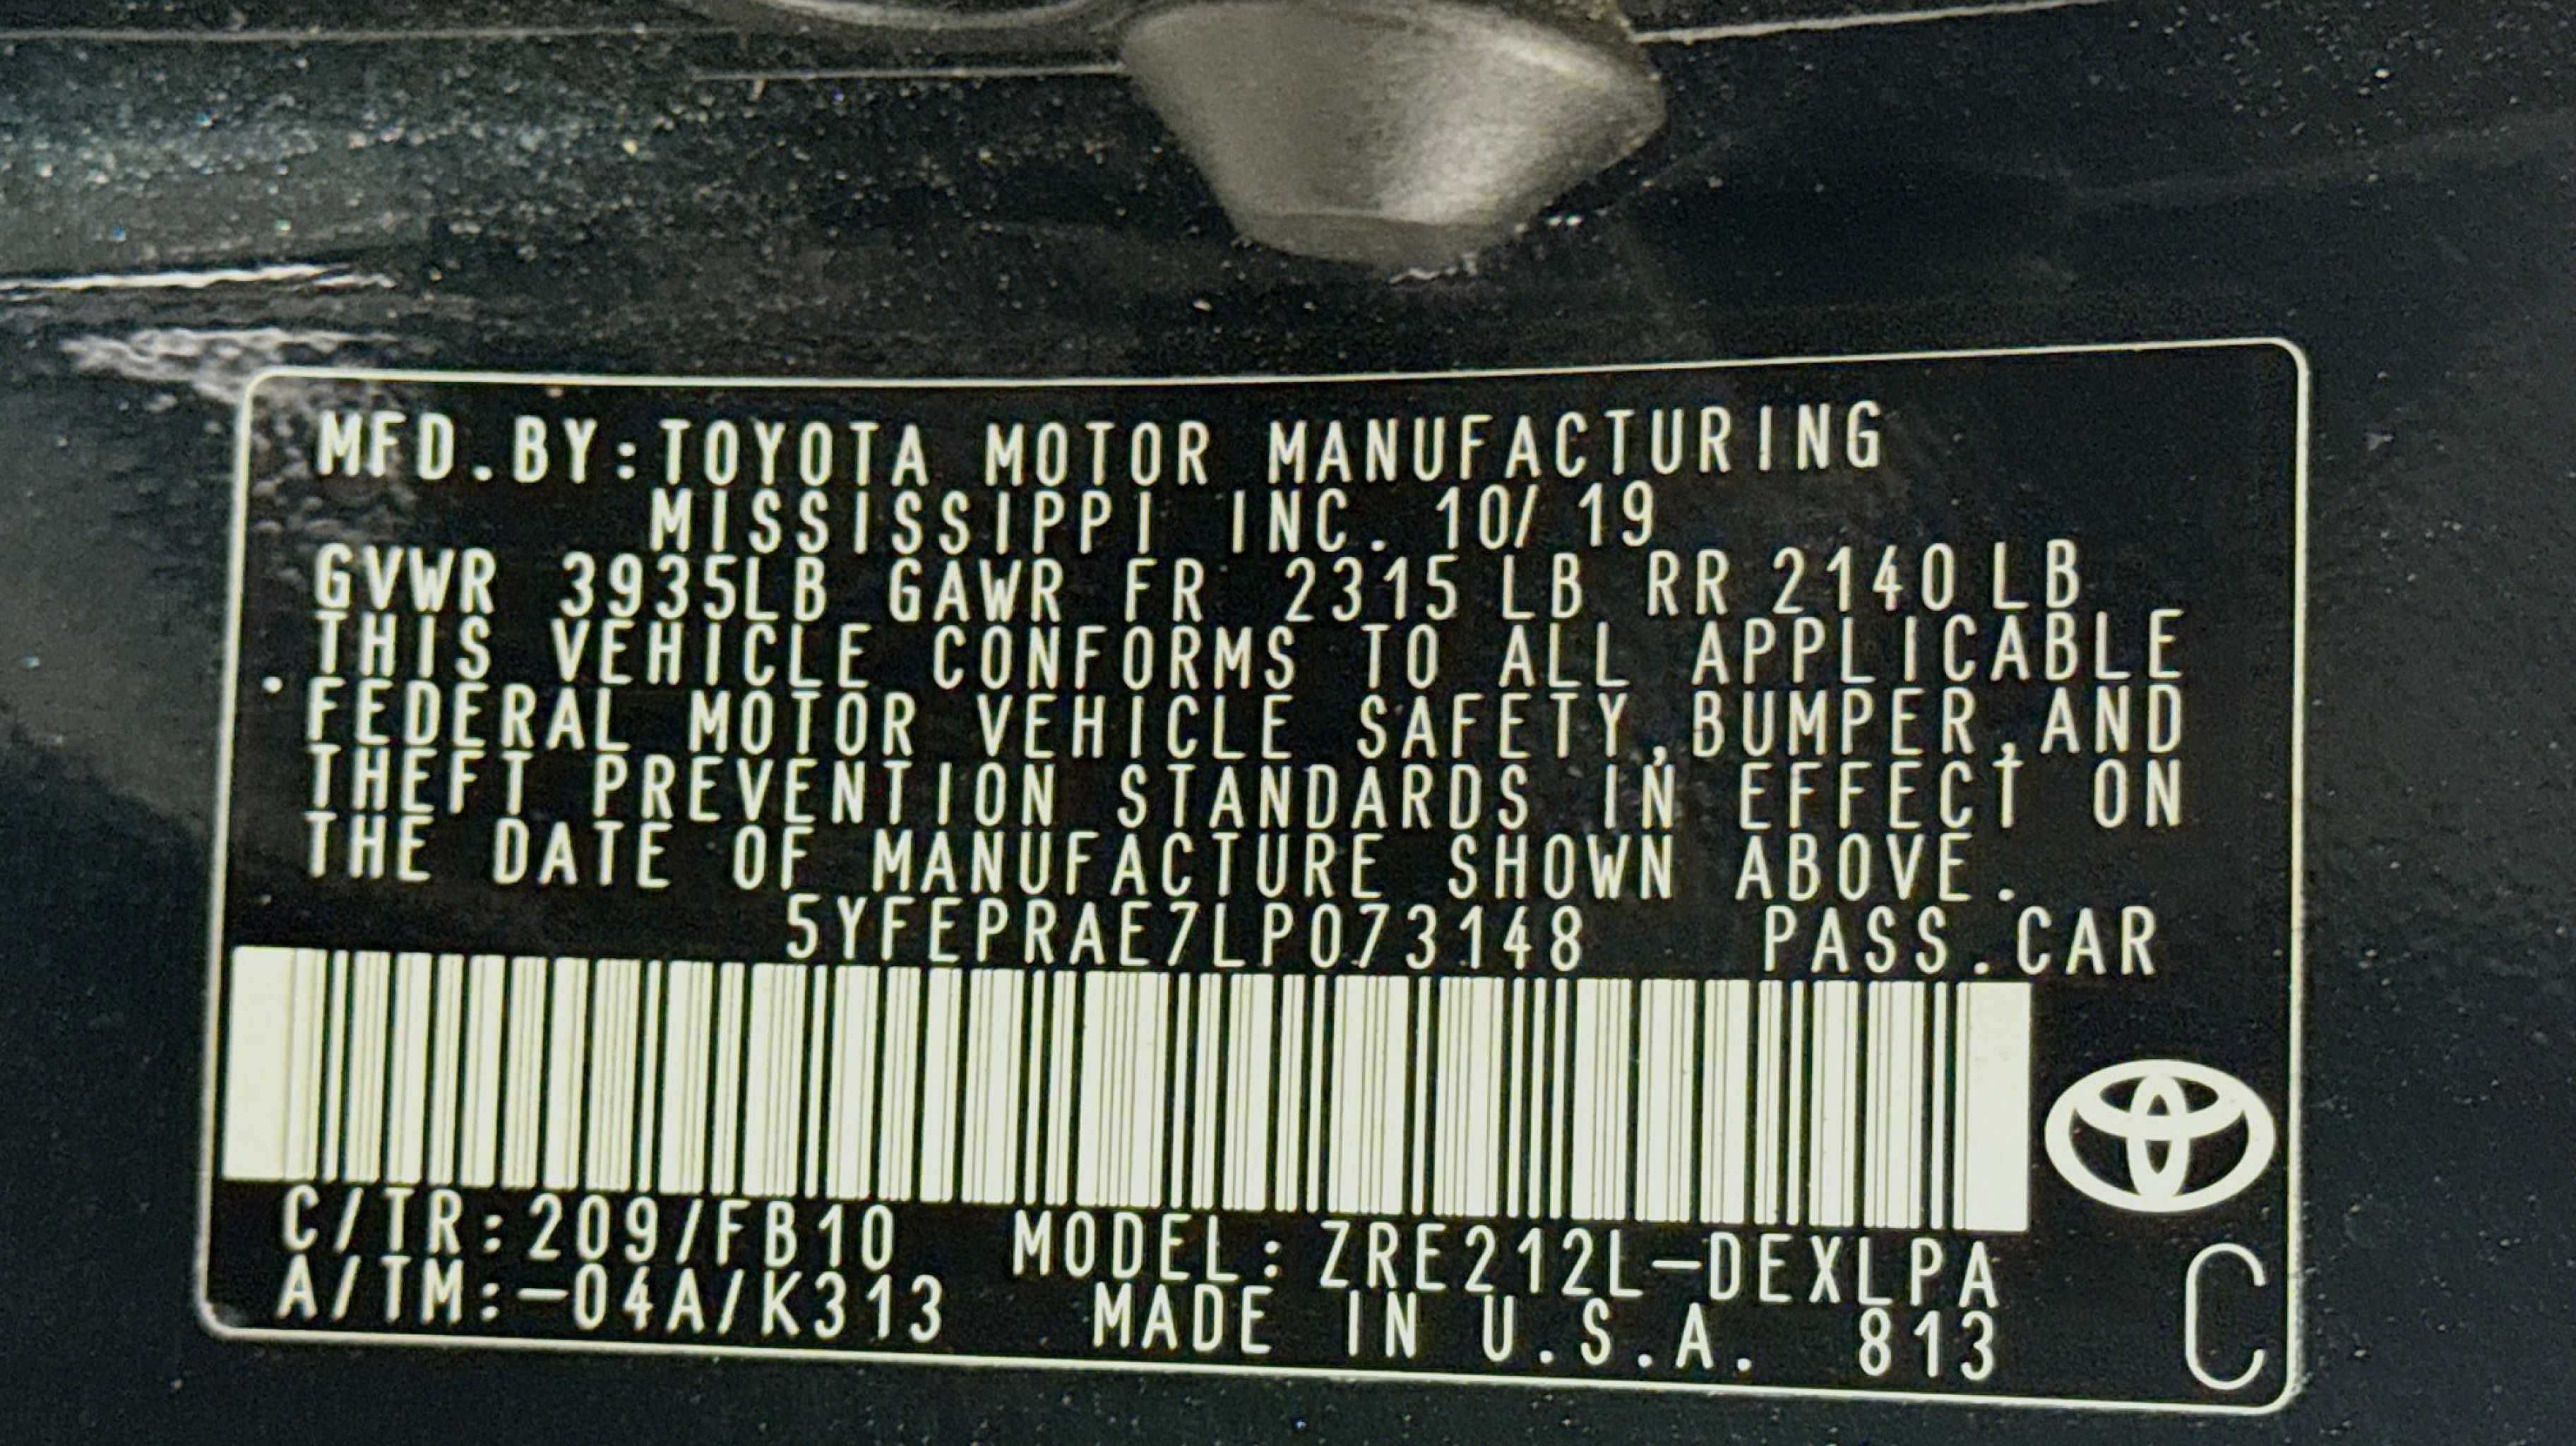 MFD.BY:TOYOTA MOTOR MANUFACTURING
MISSISSIPPI INC. 10/ 19
GVWR 3935LB GAWR FR 2315 LB RR 2140 LB
THIS VEHICLE CONFORMS TO ALL APPLICABLE
FEDERAL MOTOR VEHICLE SAFETY,BUMPER,AND
THEFT PREVENTION STANDARDS IN EFFECT ON
THE DATE OF MANUFACTURE SHOWN ABOVE.
5YFEPRAE7LP073148 PASS.CAR
C/TR:209/FB10 MODEL: ZRE212L-DEXLPA
A/TM:-04A/K313 MADE IN U.S.A. 813
C